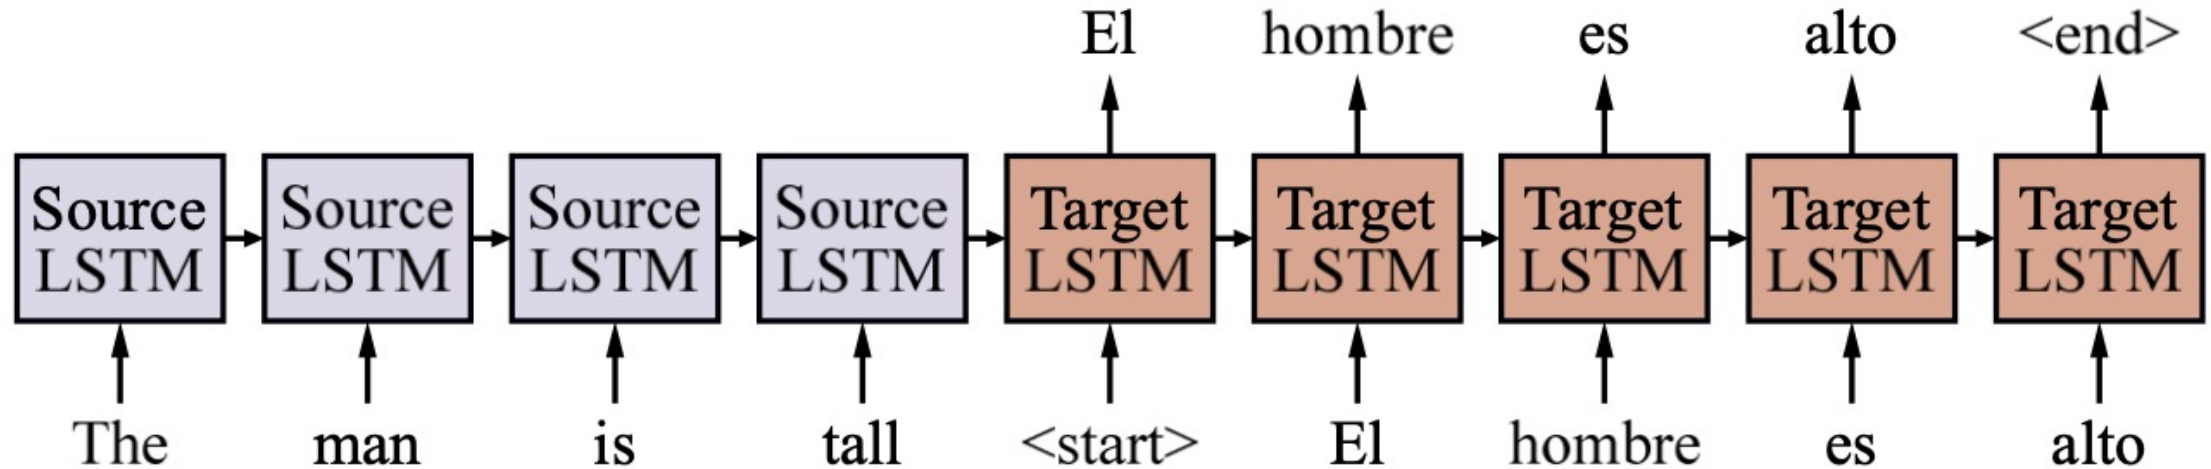 El hombre es alto <end>
Source Source Source Source Target Target Target Target Target
LSTM LSTM LSTM LSTM LSTM LSTM LSTM LSTM LSTM
The man is tall <start> El hombre es alto